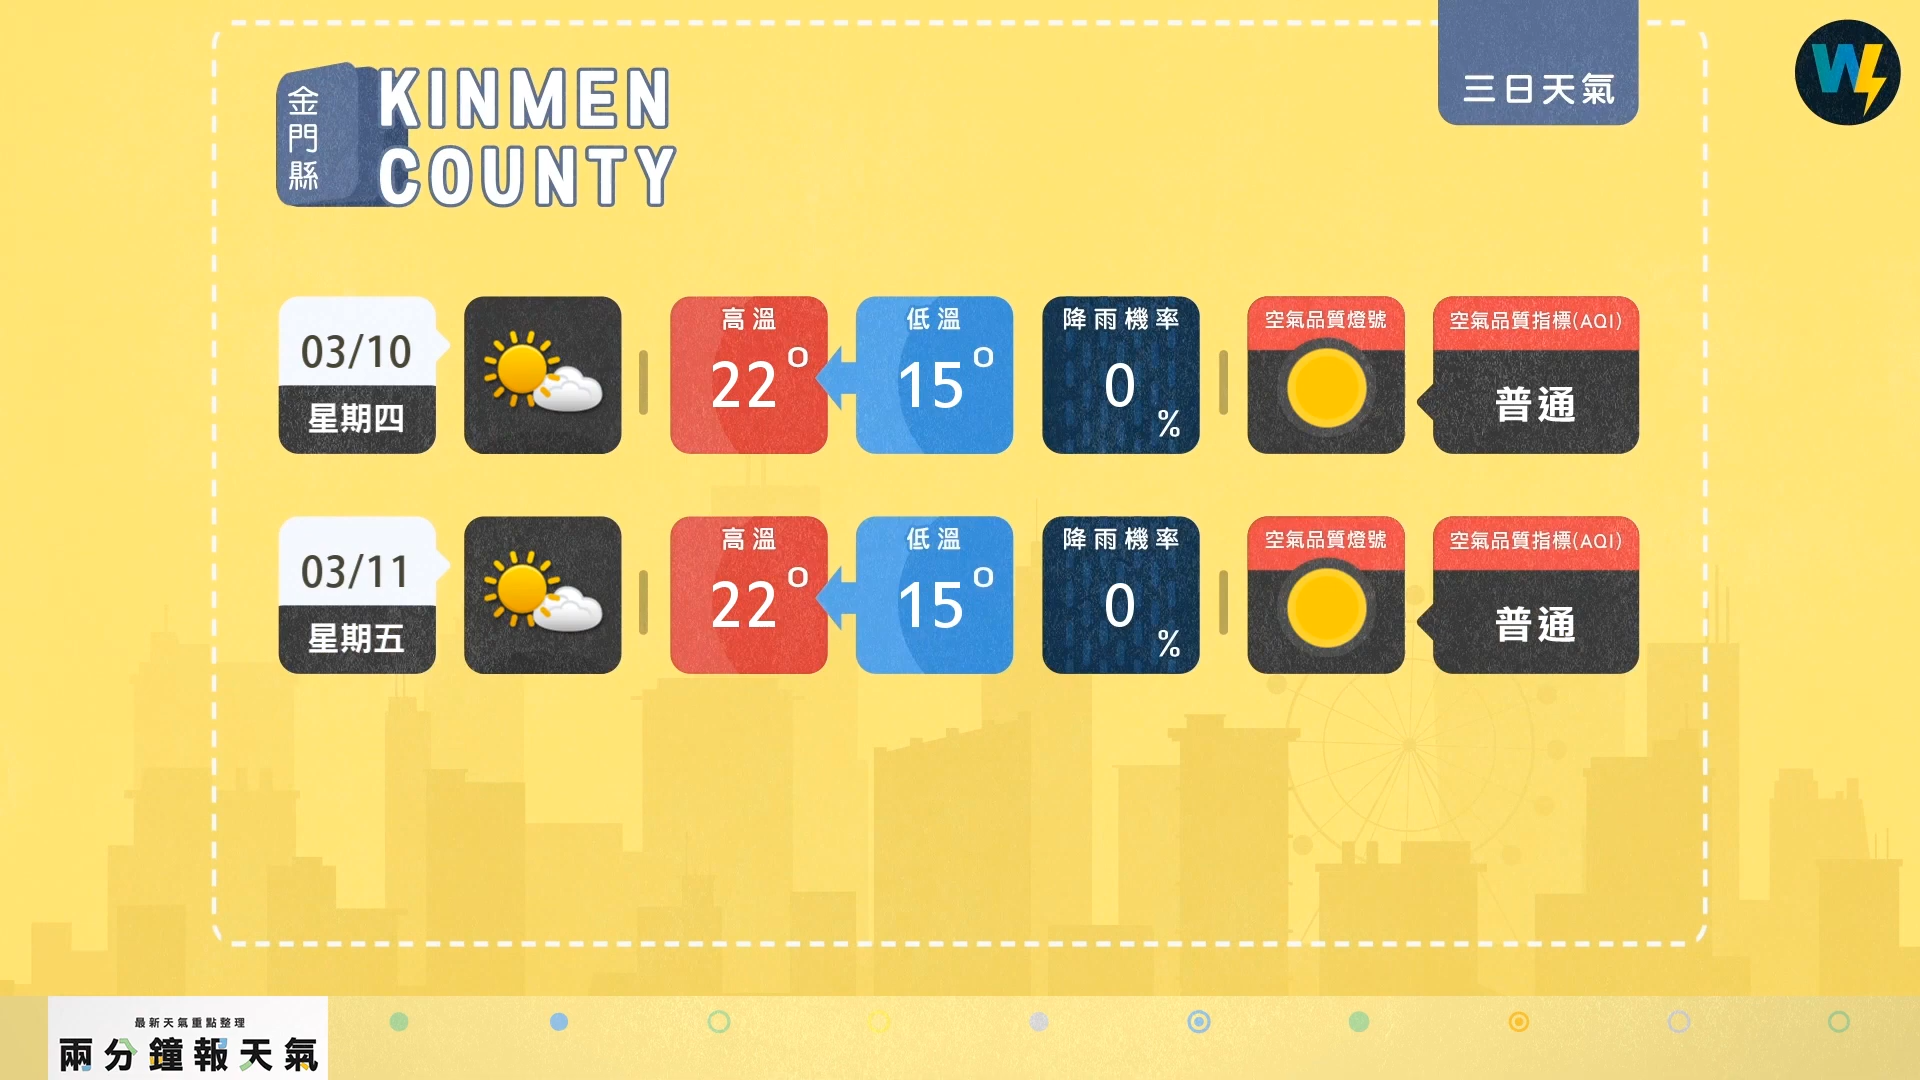 金門縣
KINMEN
COUNTY
三日天氣
W
03/10
星期四
高溫
22°
低溫
15°
降雨機率
0
%
空氣品質燈號
空氣品質指標(AQI)
普通
03/11
星期五
高溫
22°
低溫
15°
降雨機率
0
%
空氣品質燈號
空氣品質指標(AQI)
普通
最新天氣重點整理
兩分鐘報天氣